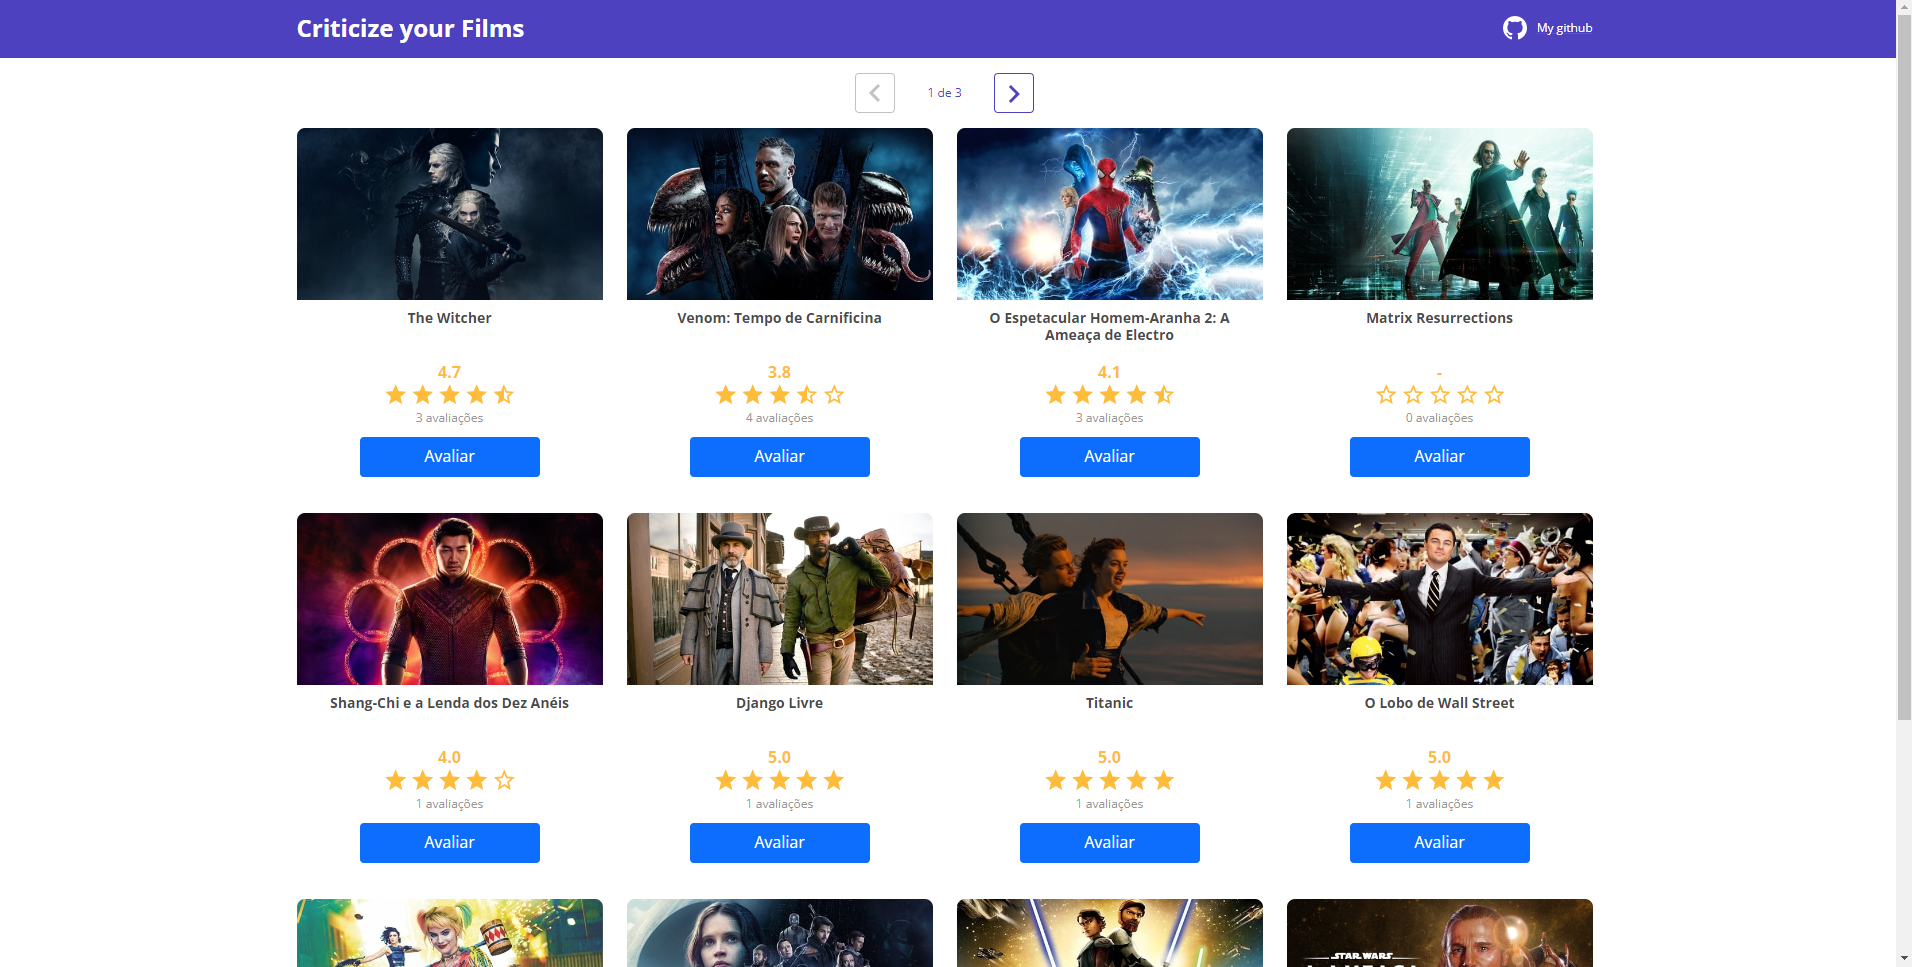 Criticize your Films
My github
1 de 3
The Witcher
4.7
3 avaliações
Avaliar
Venom: Tempo de Carnificina
3.8
4 avaliações
Avaliar
O Espetacular Homem-Aranha 2: A
Ameaça de Electro
4.1
3 avaliações
Avaliar
Matrix Resurrections
-
0 avaliações
Avaliar
Shang-Chi e a Lenda dos Dez Anéis
4.0
1 avaliações
Avaliar
Django Livre
5.0
1 avaliações
Avaliar
Titanic
5.0
1 avaliações
Avaliar
O Lobo de Wall Street
5.0
1 avaliações
Avaliar
STAR WARS